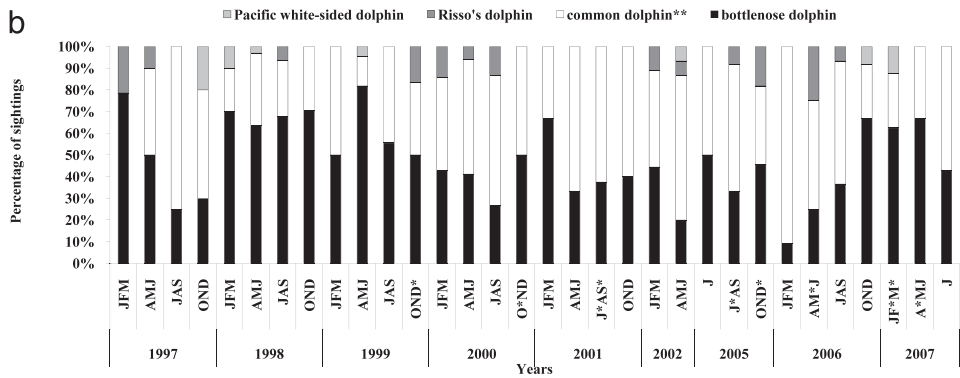 b
Pacific white-sided dolphin Risso's dolphin common dolphin** bottlenose dolphin
Percentage of sightings
100%
90%
80%
70%
60%
50%
40%
30%
20%
10%
0%
JFM AMJ JAS OND JFM AMJ JAS OND JFM AMJ JAS OND* JFM AMJ JAS O*ND JFM AMJ J*AS* OND JFM AMJ J J*AS OND* JFM AM*J JAS OND JF*M* A*MJ J
1997 1998 1999 2000 2001 2002 2005 2006 2007
Years